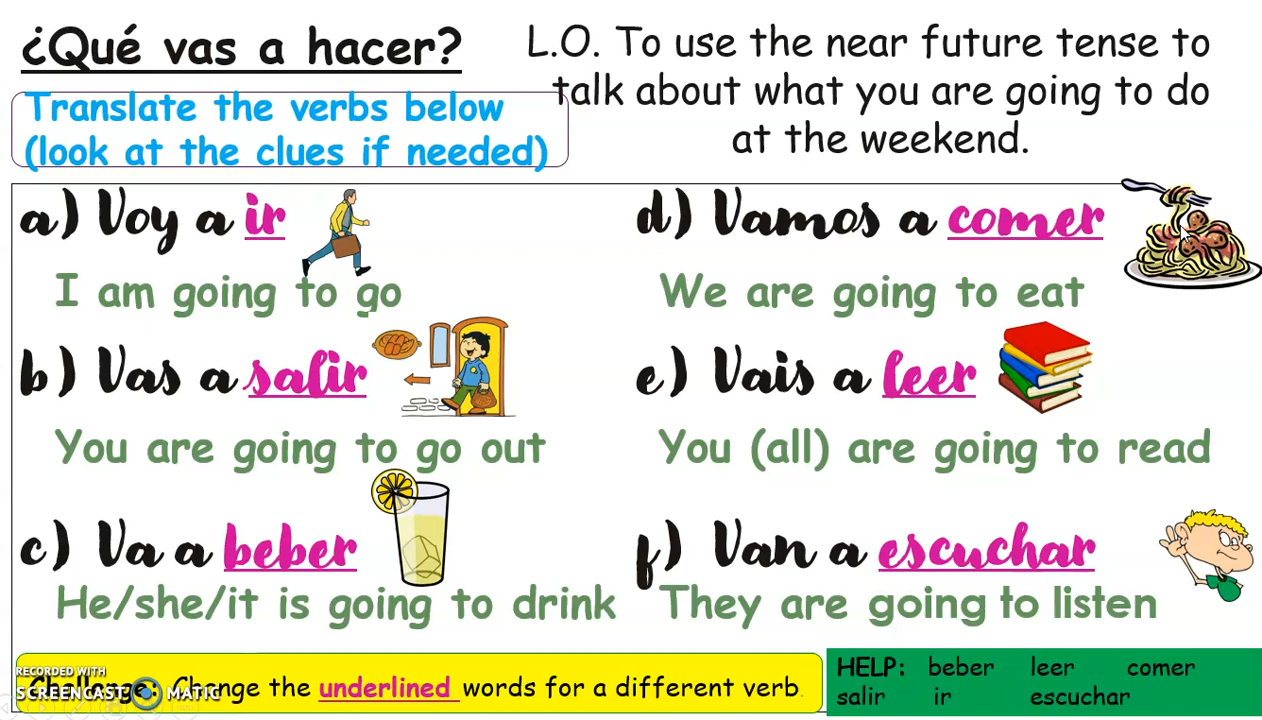 ¿Qué vas a hacer?
L.O. To use the near future tense to
talk about what you are going to do
at the weekend.
Translate the verbs below
(look at the clues if needed)
a) Voy a ir
I am going to go
b) Vas a salir
You are going to go out
c) Va a beber
He/she/it is going to drink
d) Vamos a comer
We are going to eat
e) Vais a leer
You (all) are going to read
f) Van a escuchar
They are going to listen
Challenge: Change the underlined words for a different verb.
RECORDED WITH
SCREENCAST MATIC
HELP: beber leer comer
salir ir escuchar